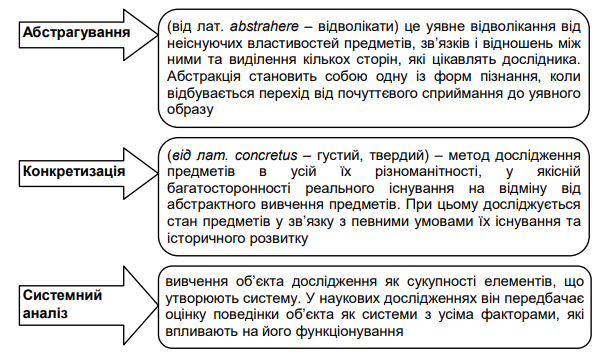 Абстрагування
(від лат. abstrahere – відволікати) це уявне відволікання від
неіснуючих властивостей предметів, зв’язків і відношень між
ними та виділення кількох сторін, які цікавлять дослідника.
Абстракція становить собою одну із форм пізнання, коли
відбувається перехід від почуттєвого сприймання до уявного
образу
Конкретизація
(від лат. concretus – густий, твердий) – метод дослідження
предметів в усій їх різноманітності, у якісній
багатосторонності реального існування на відміну від
абстрактного вивчення предметів. При цьому досліджується
стан предметів у зв’язку з певними умовами їх існування та
історичного розвитку
Системний
аналіз
вивчення об’єкта дослідження як сукупності елементів, що
утворюють систему. У наукових дослідженнях він передбачає
оцінку поведінки об’єкта як системи з усіма факторами, які
впливають на його функціонування